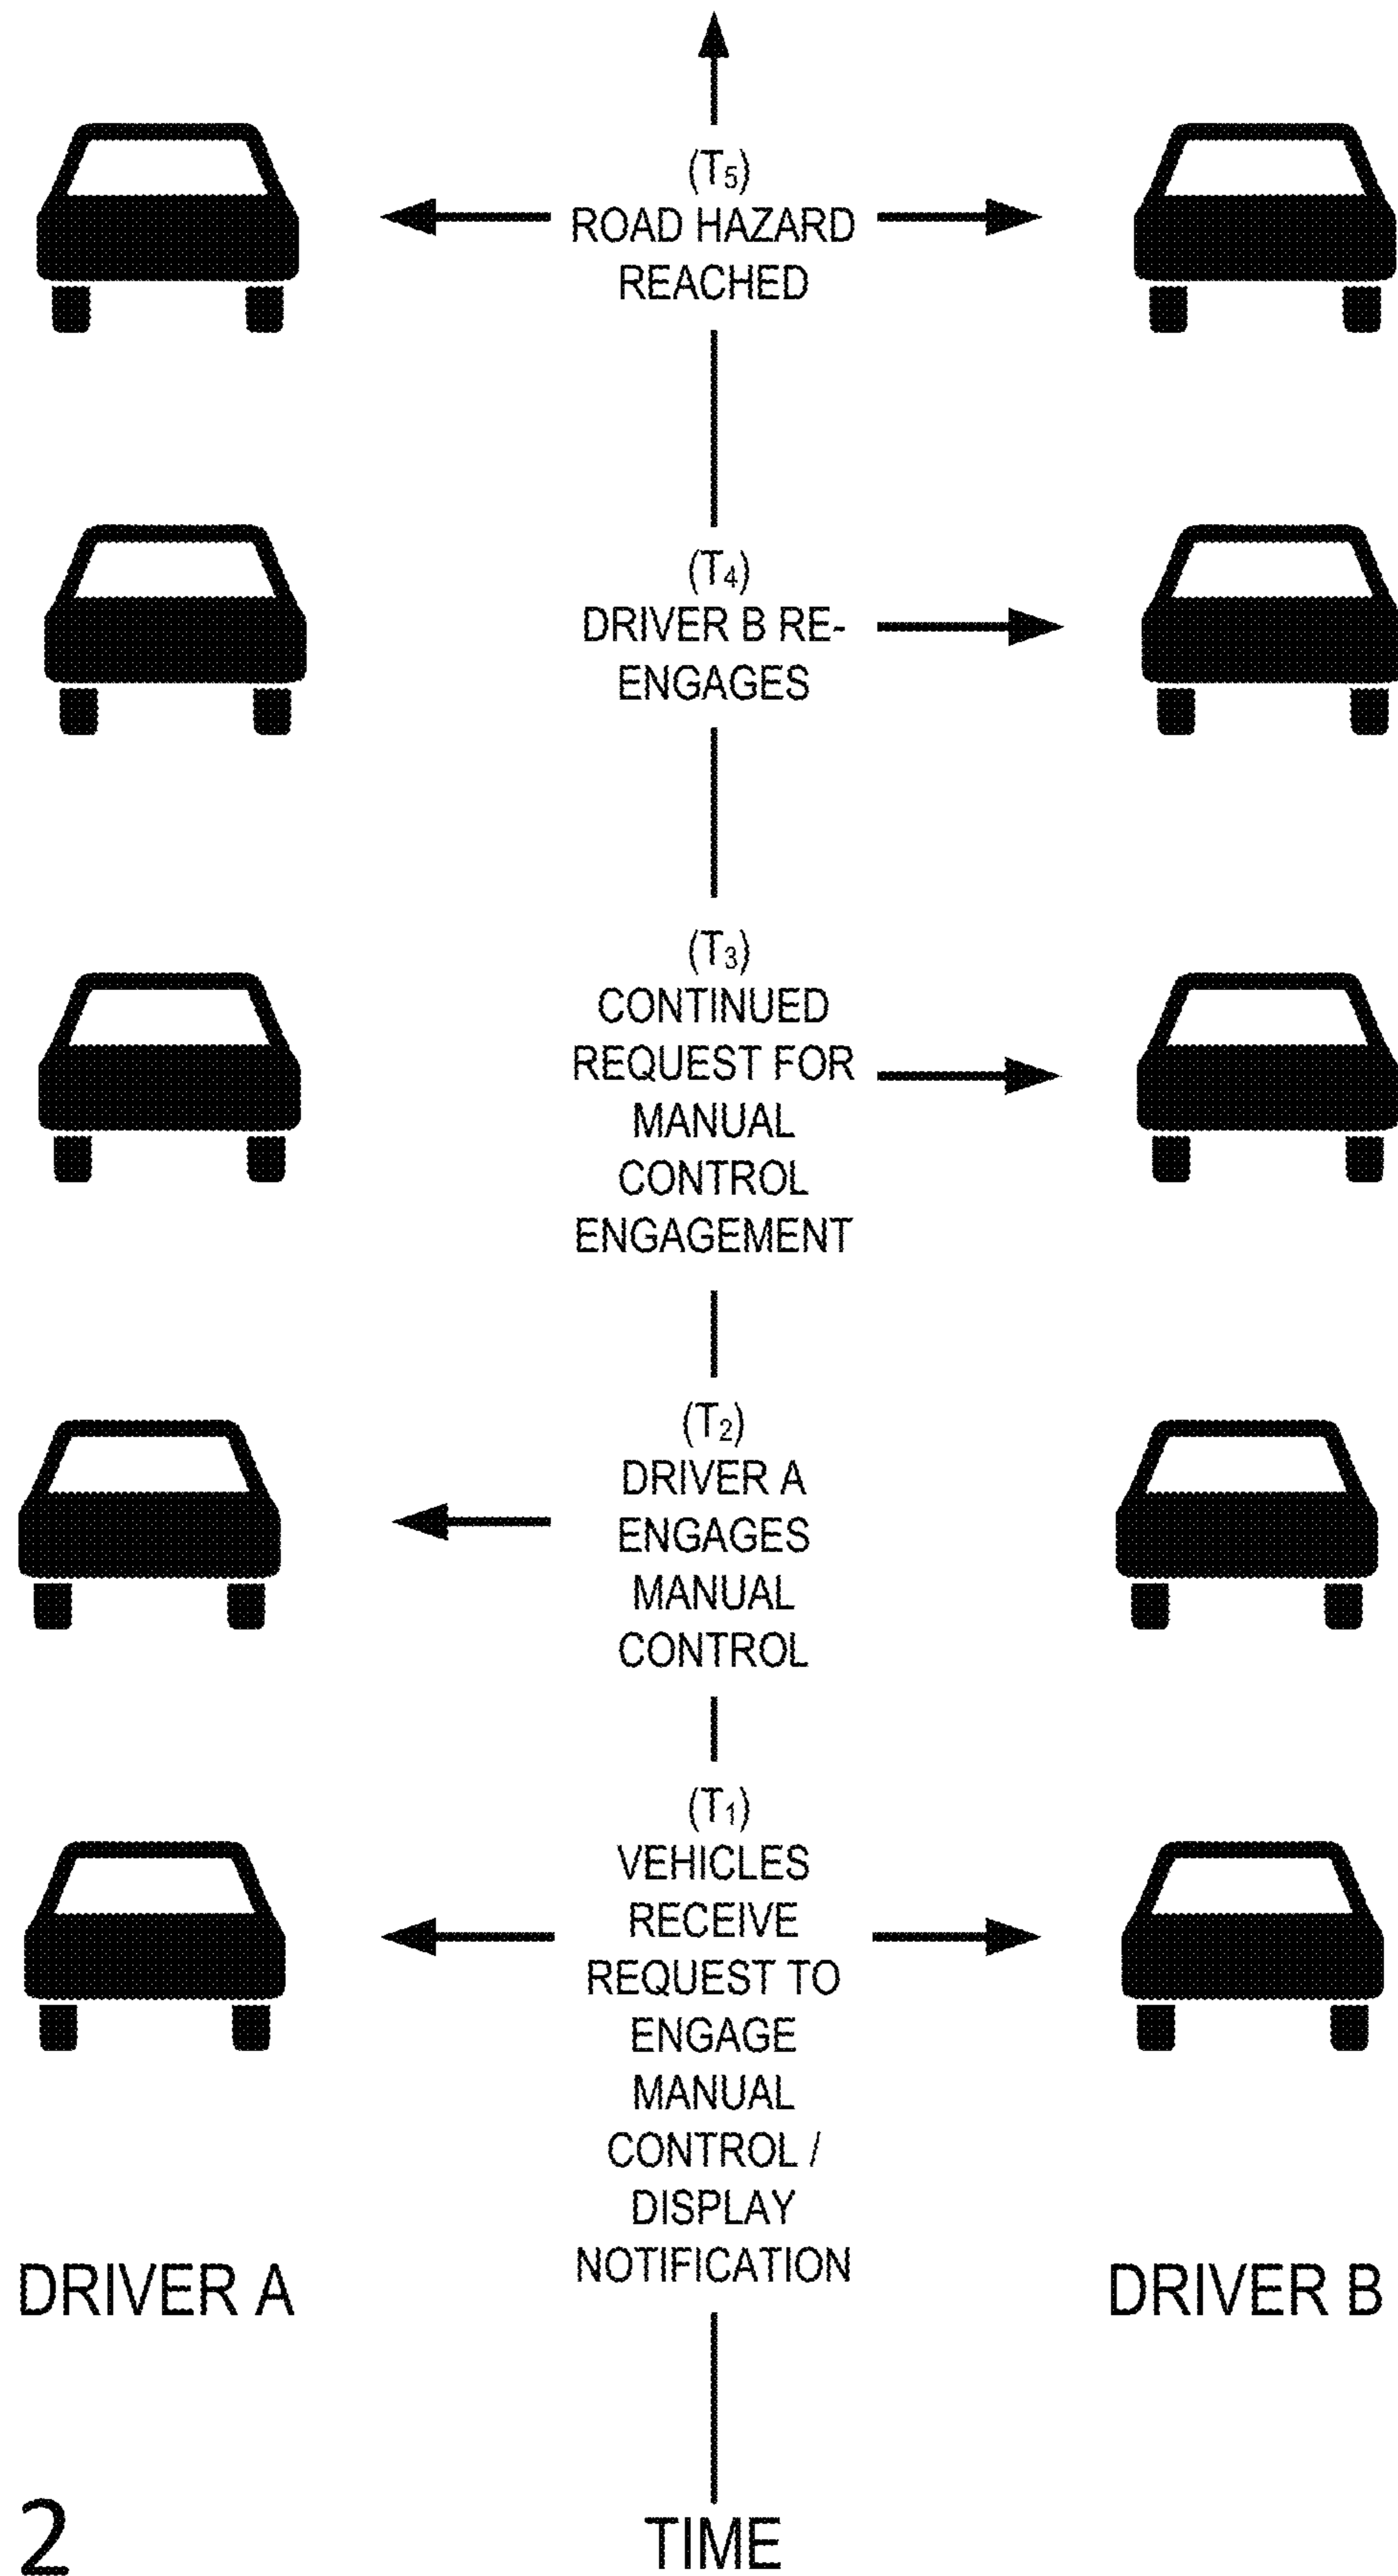 (T5)
ROAD HAZARD
REACHED
(T4)
DRIVER B RE-
ENGAGES
(T3)
CONTINUED
REQUEST FOR
MANUAL
CONTROL
ENGAGEMENT
(T2)
DRIVER A
ENGAGES
MANUAL
CONTROL
(T1)
VEHICLES
RECEIVE
REQUEST TO
ENGAGE
MANUAL
CONTROL /
DISPLAY
NOTIFICATION
DRIVER A
DRIVER B
2
TIME